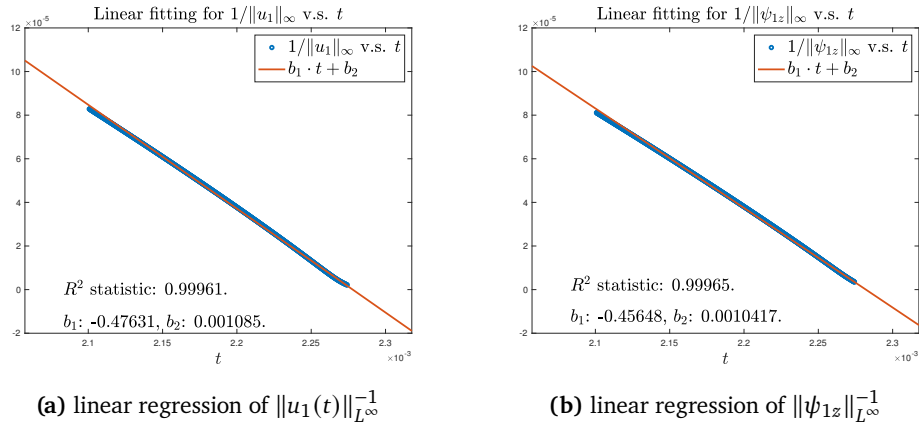 Linear fitting for 1/‖u₁‖∞ v.s. t
×10⁻⁵
12
10
8
6
4
2
0
-2
1/‖u₁‖∞ v.s. t
b₁ · t + b₂
R² statistic: 0.99961.
b₁: -0.47631, b₂: 0.001085.
2.1
2.15
2.2
2.25
2.3
×10⁻³
t
(a) linear regression of ‖u₁(t)‖⁻¹_L∞
Linear fitting for 1/‖ψ₁z‖∞ v.s. t
×10⁻⁵
12
10
8
6
4
2
0
-2
1/‖ψ₁z‖∞ v.s. t
b₁ · t + b₂
R² statistic: 0.99965.
b₁: -0.45648, b₂: 0.0010417.
2.1
2.15
2.2
2.25
2.3
×10⁻³
t
(b) linear regression of ‖ψ₁z‖⁻¹_L∞